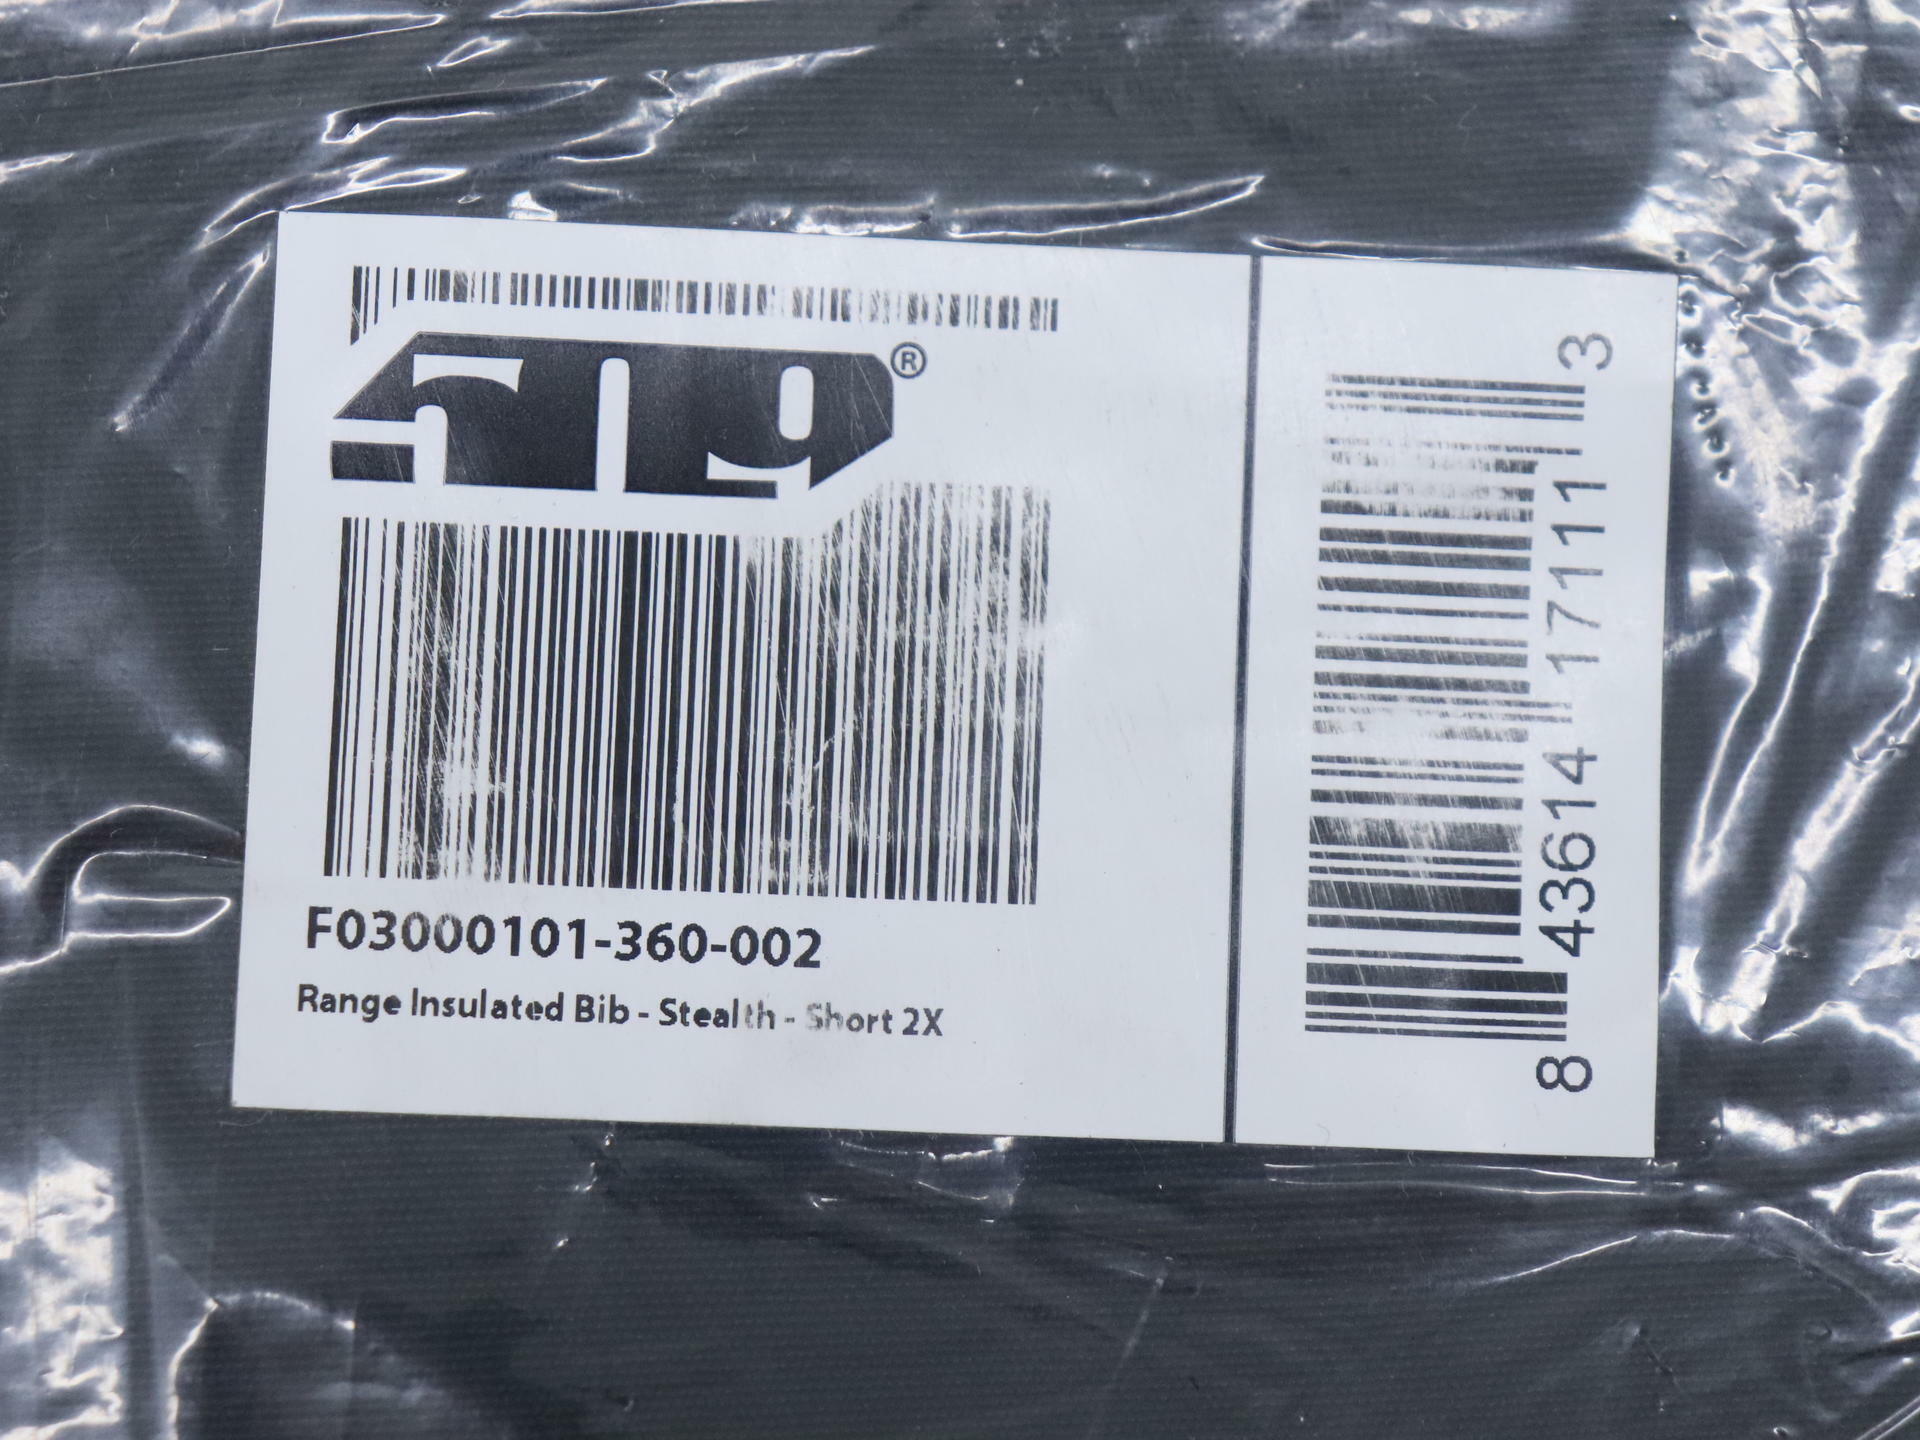 509®
F03000101-360-002
Range Insulated Bib - Stealth - Short 2X
8 43614 17111 3